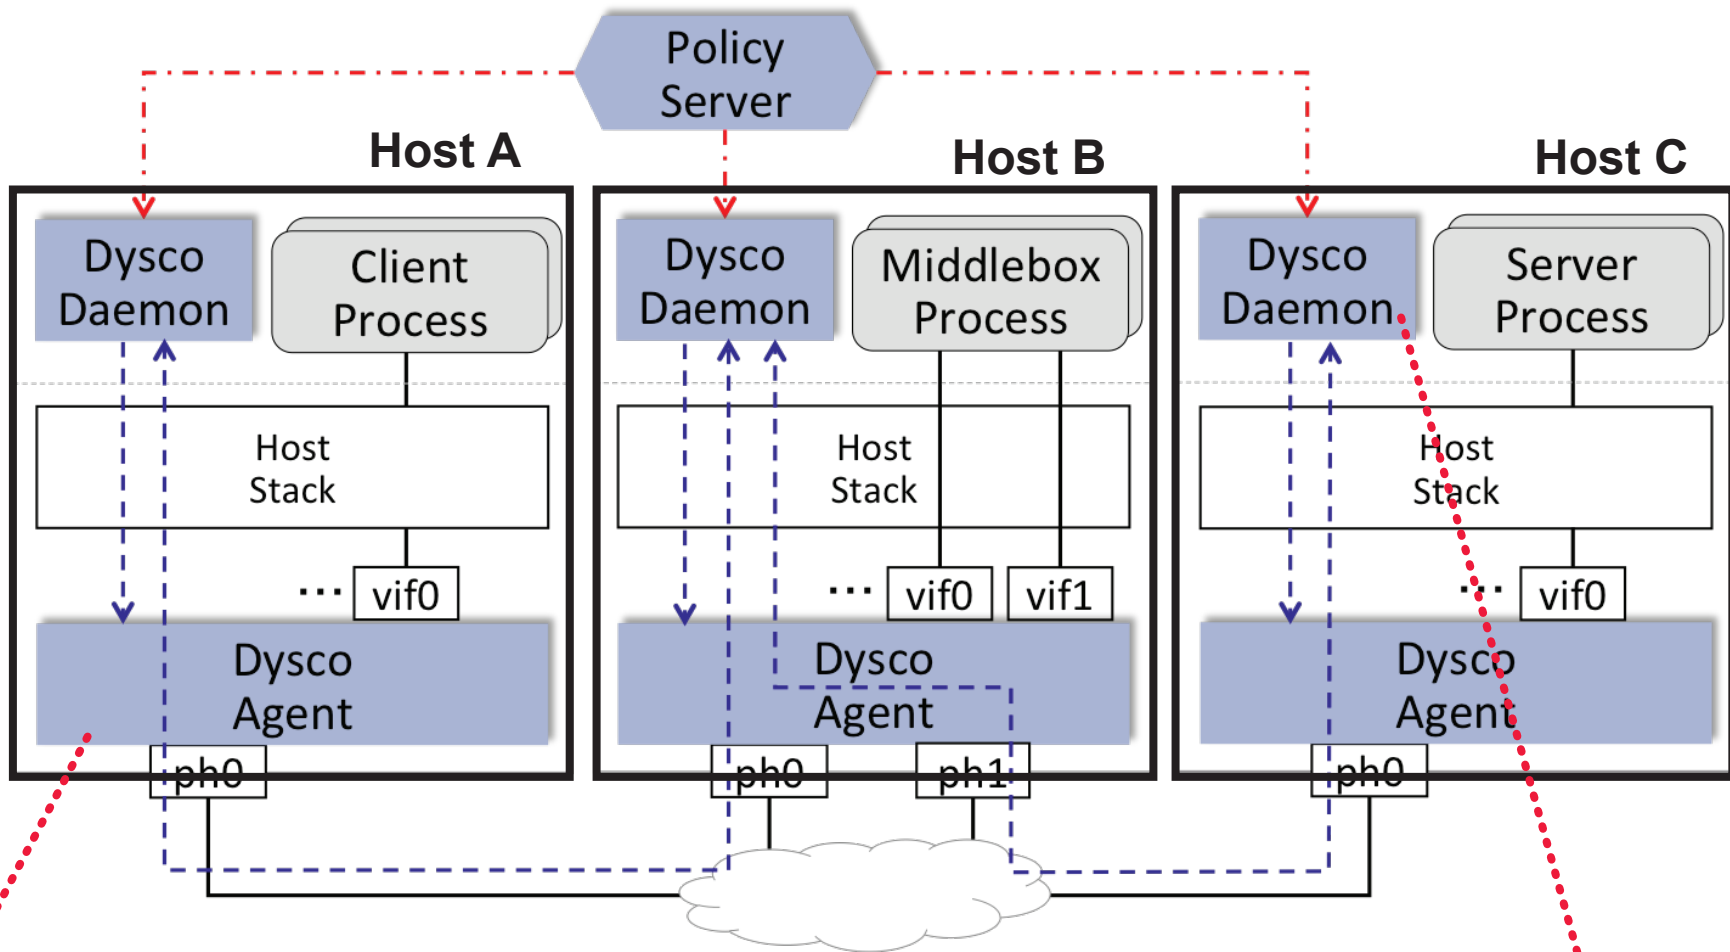 Policy
Server
Host A
Host B
Host C
Dysco
Daemon
Client
Process
Host
Stack
... vif0
Dysco
Agent
ph0
Dysco
Daemon
Middlebox
Process
Host
Stack
... vif0 vif1
Dysco
Agent
ph0 ph1
Dysco
Daemon
Server
Process
Host
Stack
... vif0
Dysco
Agent
ph0